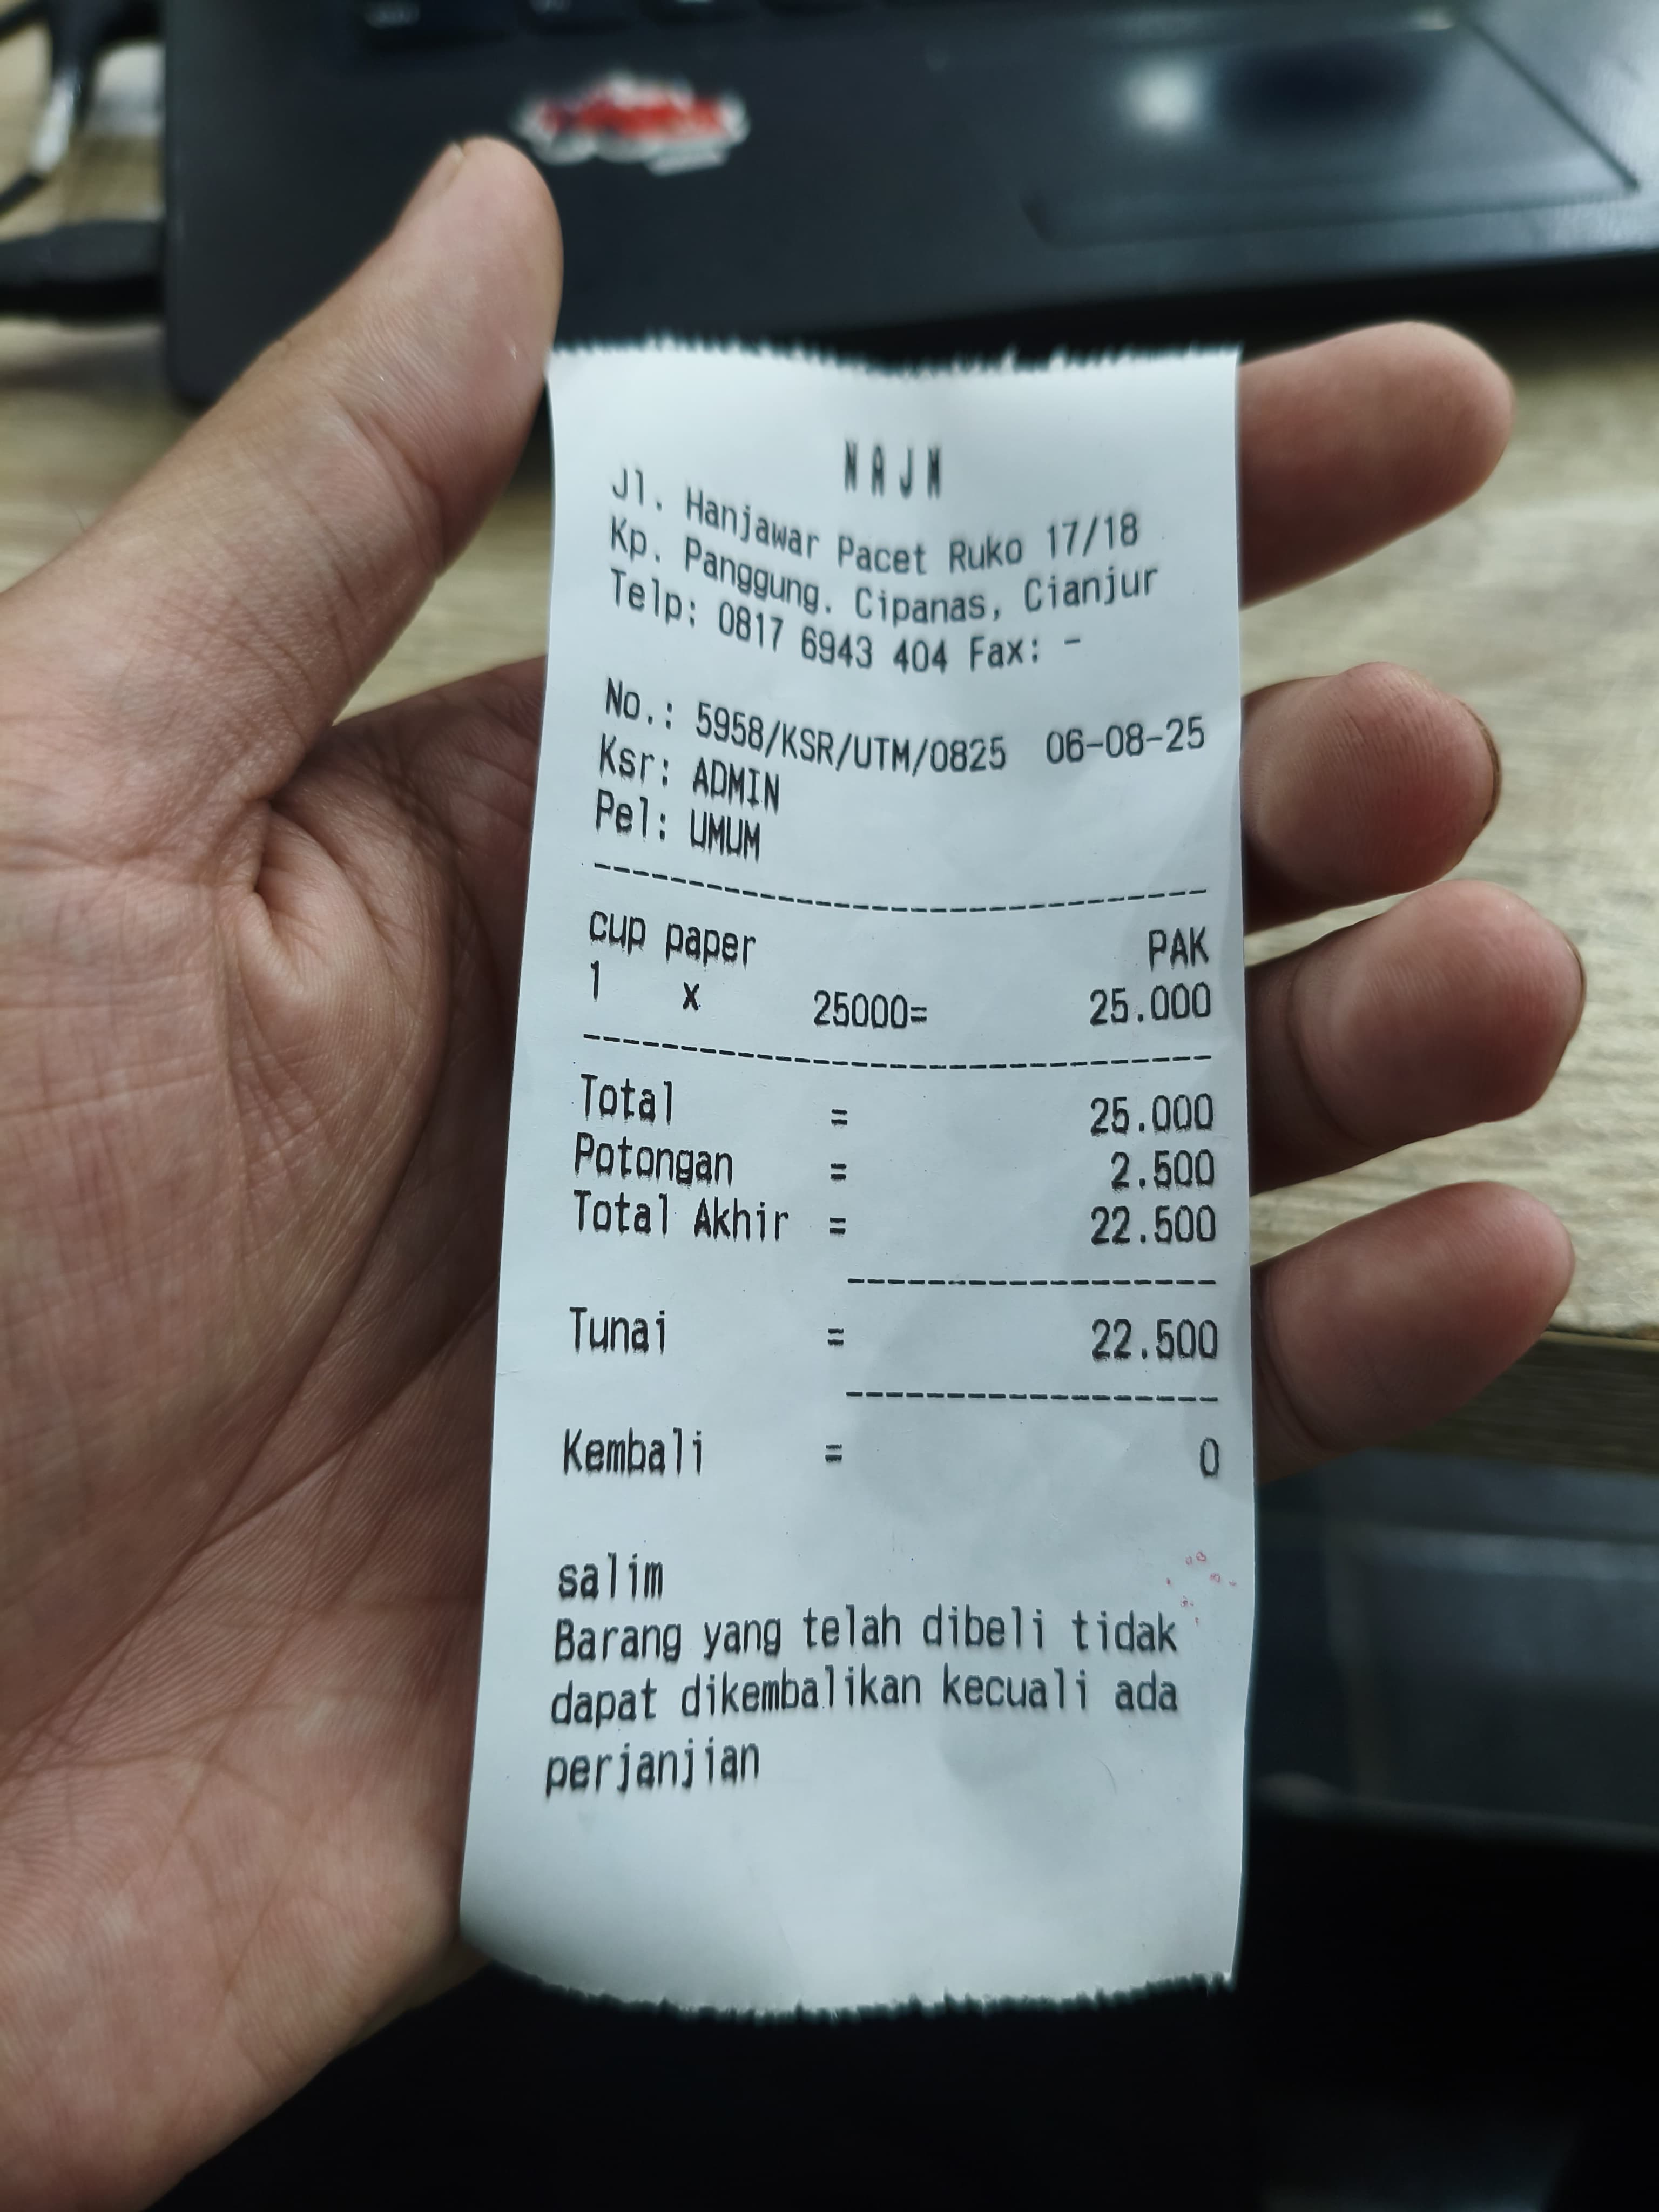 NAJN
Jl. Hanjawar Pacet Ruko 17/18
Kp. Panggung. Cipanas, Cianjur
Telp: 0817 6943 404 Fax: -
No.: 5958/KSR/UTM/0825 06-08-25
Ksr: ADMIN
Pel: UMUM
cup paper PAK
1 x 25000= 25.000
Total = 25.000
Potongan = 2.500
Total Akhir = 22.500
Tunai = 22.500
Kembali = 0
salim
Barang yang telah dibeli tidak
dapat dikembalikan kecuali ada
perjanjian